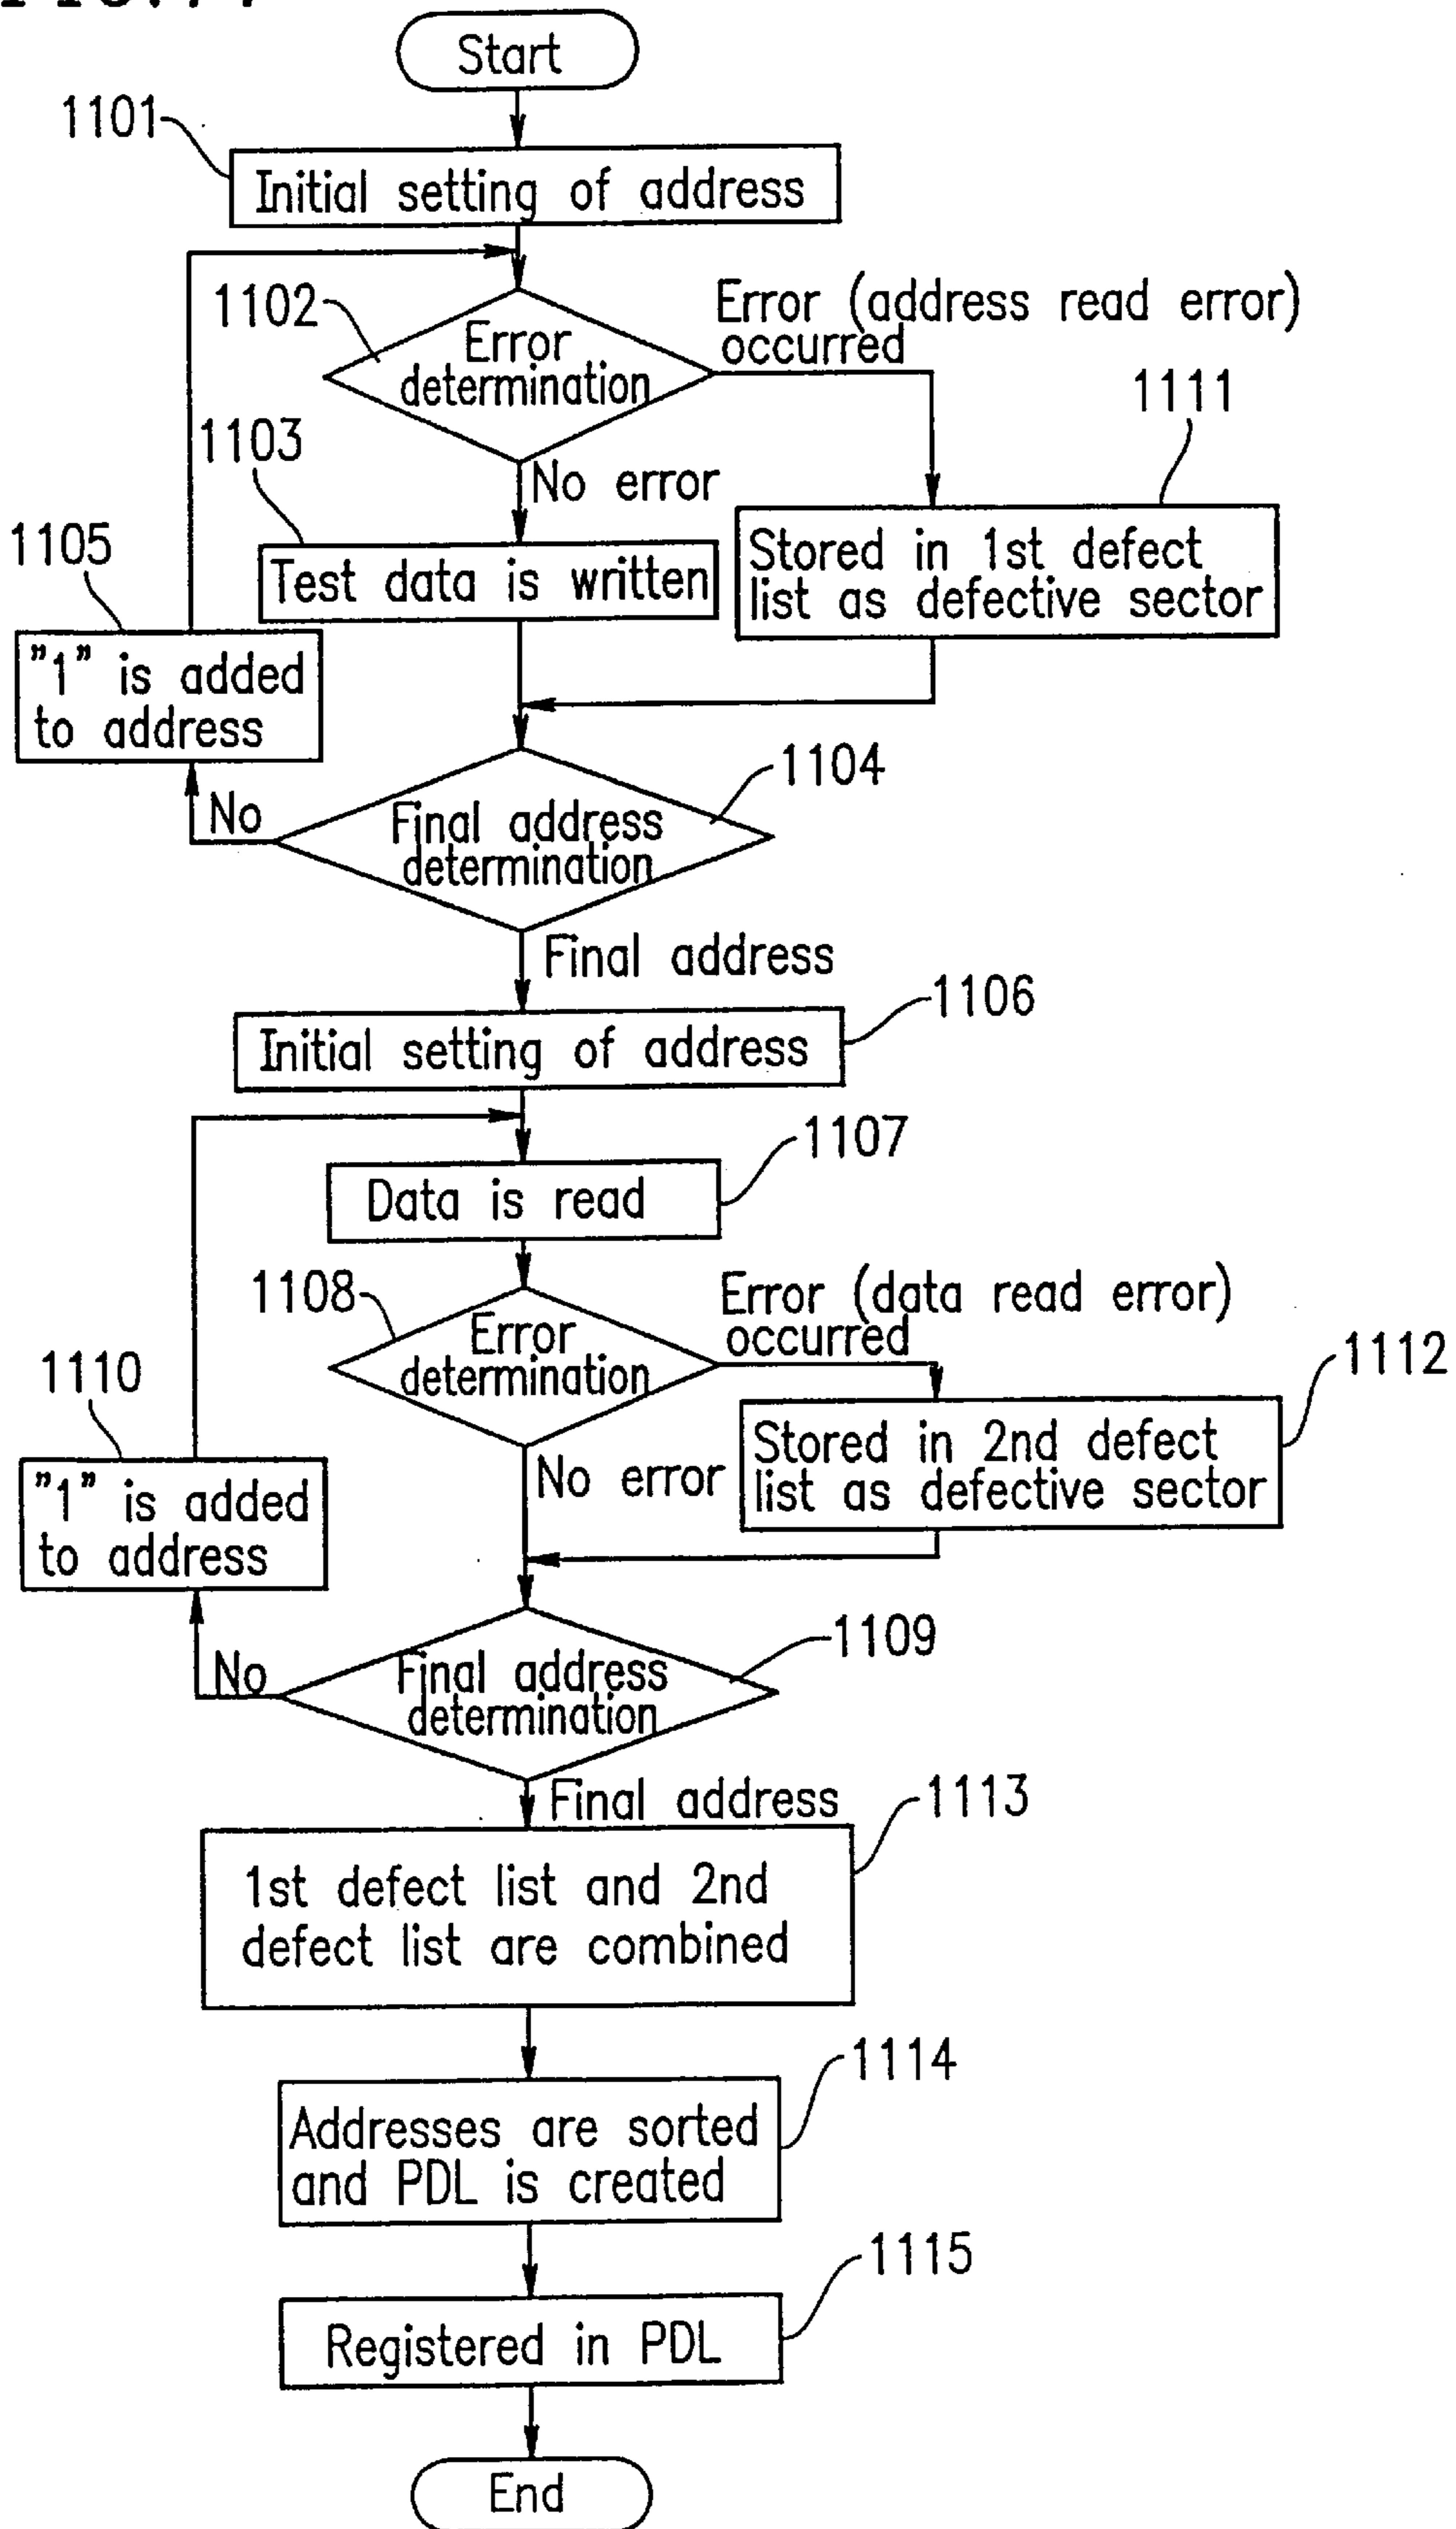 Start
1101
Initial setting of address
1102
Error
determination
Error (address read error)
occurred
1111
1103
No error
Test data is written
Stored in 1st defect
list as defective sector
1105
"1" is added
to address
1104
No
Final address
determination
Final address
1106
Initial setting of address
1107
Data is read
1108
Error
determination
Error (data read error)
occurred
1112
1110
No error
Stored in 2nd defect
list as defective sector
"1" is added
to address
1109
No
Final address
determination
Final address
1113
1st defect list and 2nd
defect list are combined
1114
Addresses are sorted
and PDL is created
1115
Registered in PDL
End